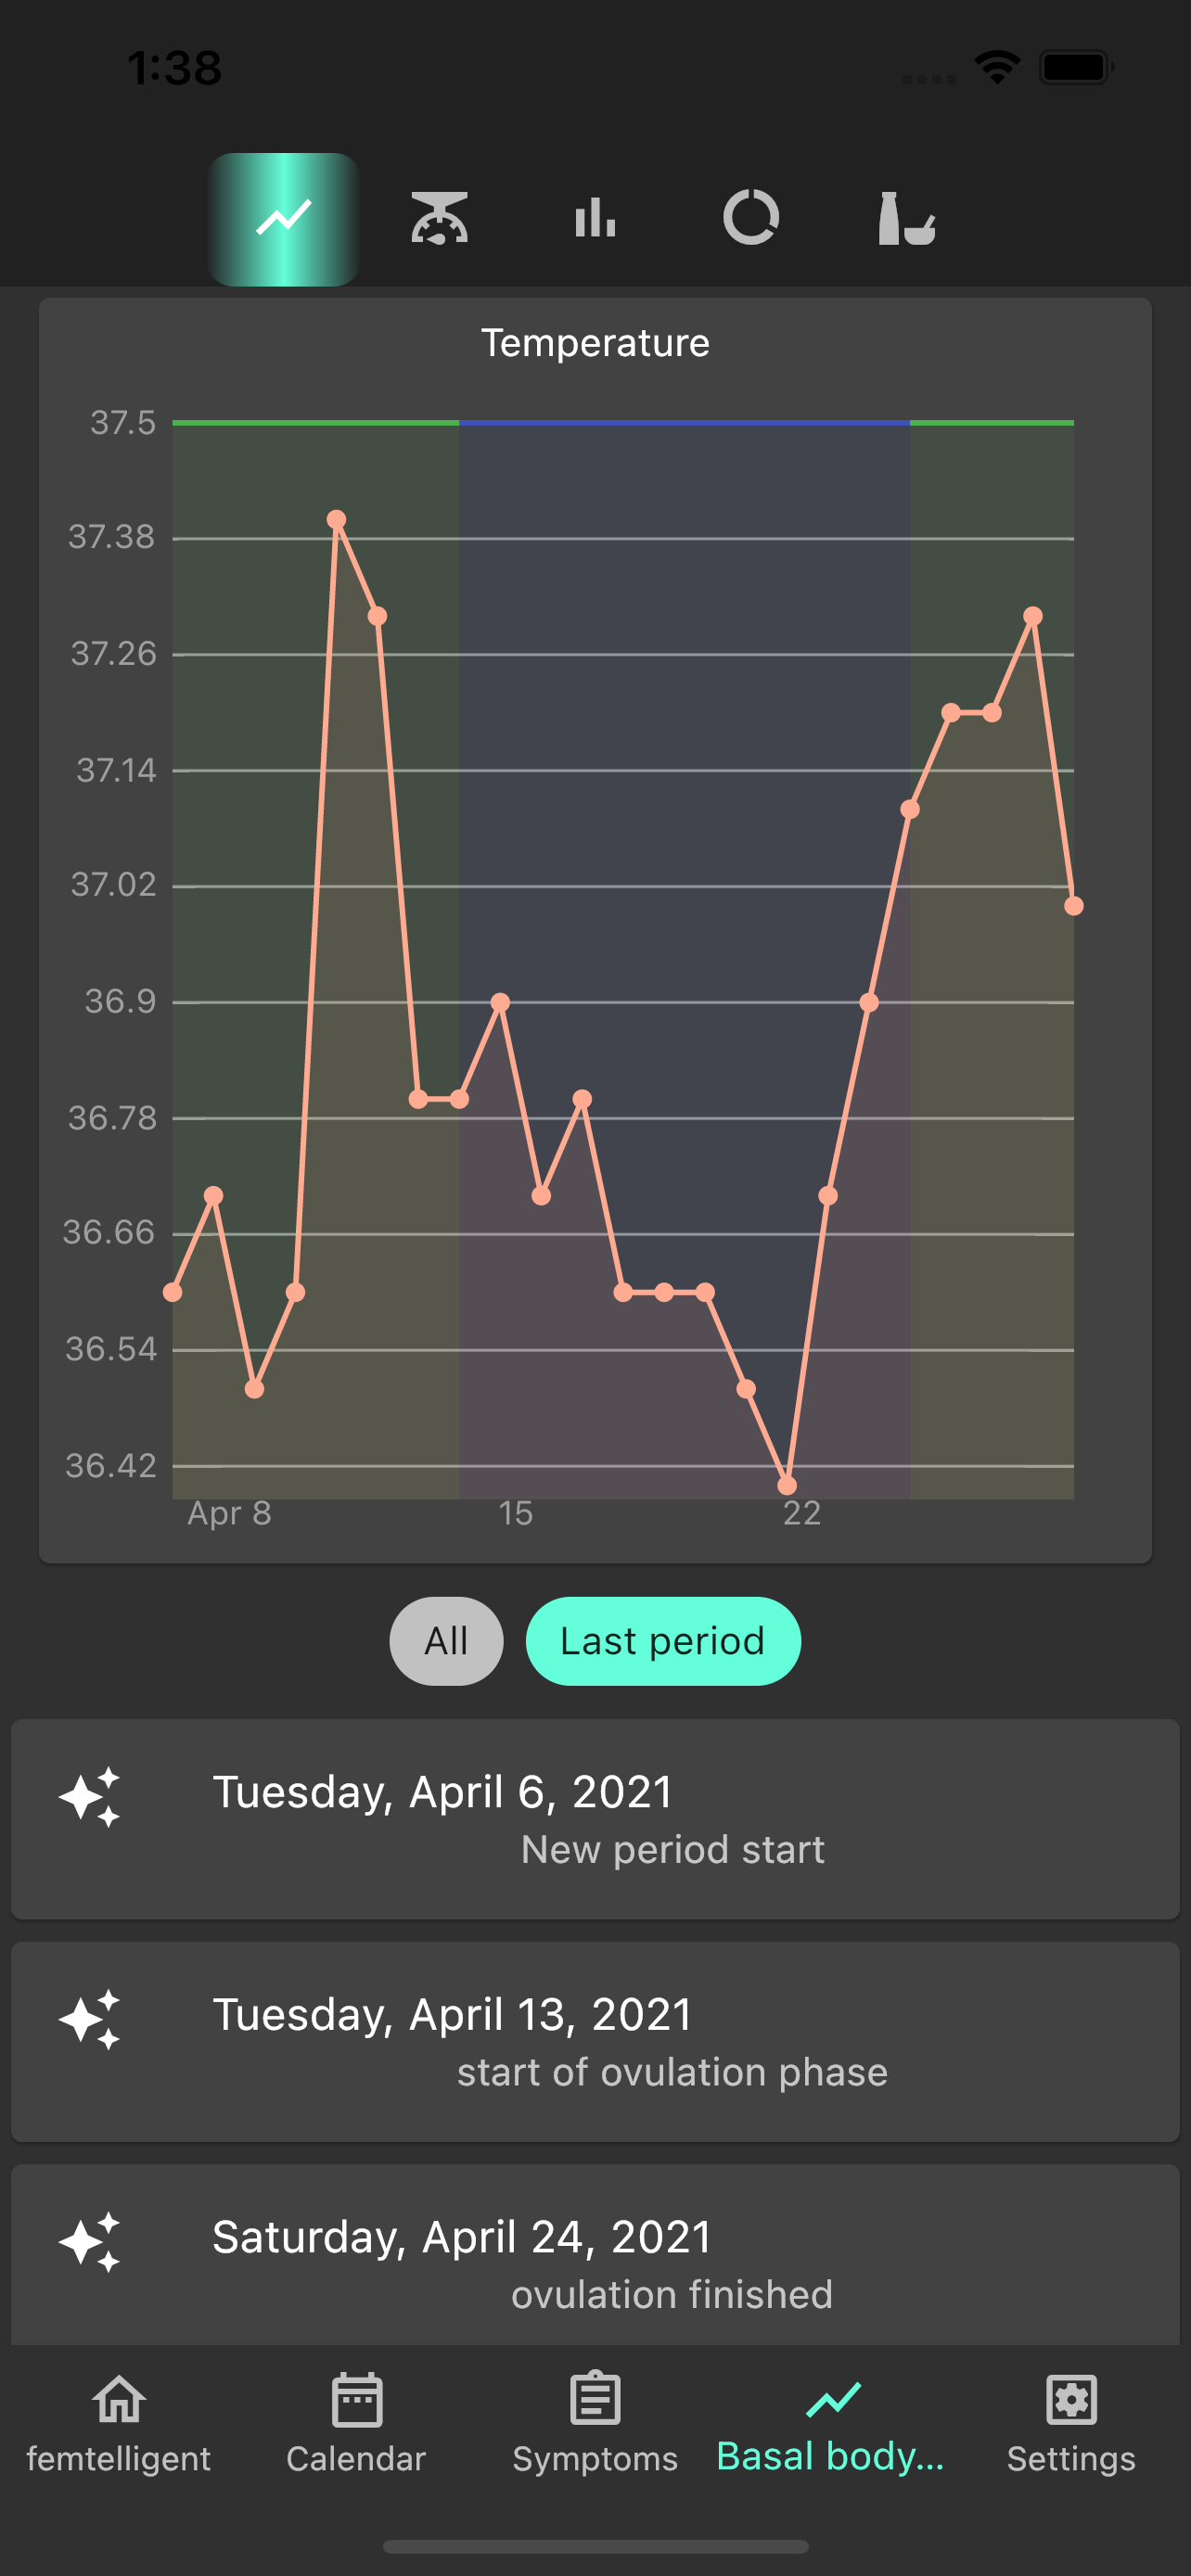 1:38
Temperature
37.5
37.38
37.26
37.14
37.02
36.9
36.78
36.66
36.54
36.42
Apr 8 15 22
All Last period
Tuesday, April 6, 2021
New period start
Tuesday, April 13, 2021
start of ovulation phase
Saturday, April 24, 2021
ovulation finished
femtelligent Calendar Symptoms Basal body... Settings